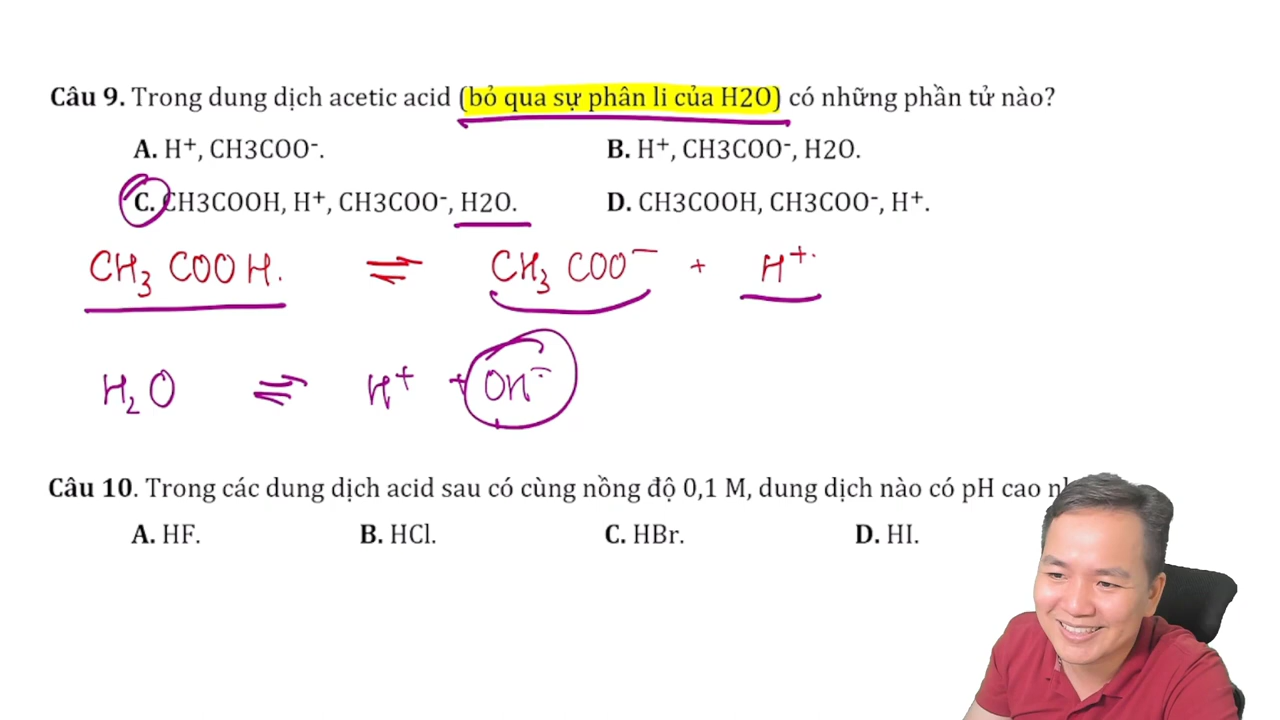 Câu 9. Trong dung dịch acetic acid (bỏ qua sự phân li của H2O) có những phần tử nào?
A. H⁺, CH3COO⁻. B. H⁺, CH3COO⁻, H2O.
C. CH3COOH, H⁺, CH3COO⁻, H2O. D. CH3COOH, CH3COO⁻, H⁺.
CH₃COOH. ⇌ CH₃COO⁻ + H⁺.
H₂O ⇌ H⁺ + OH⁻
Câu 10. Trong các dung dịch acid sau có cùng nồng độ 0,1 M, dung dịch nào có pH cao
A. HF. B. HCl. C. HBr. D. HI.